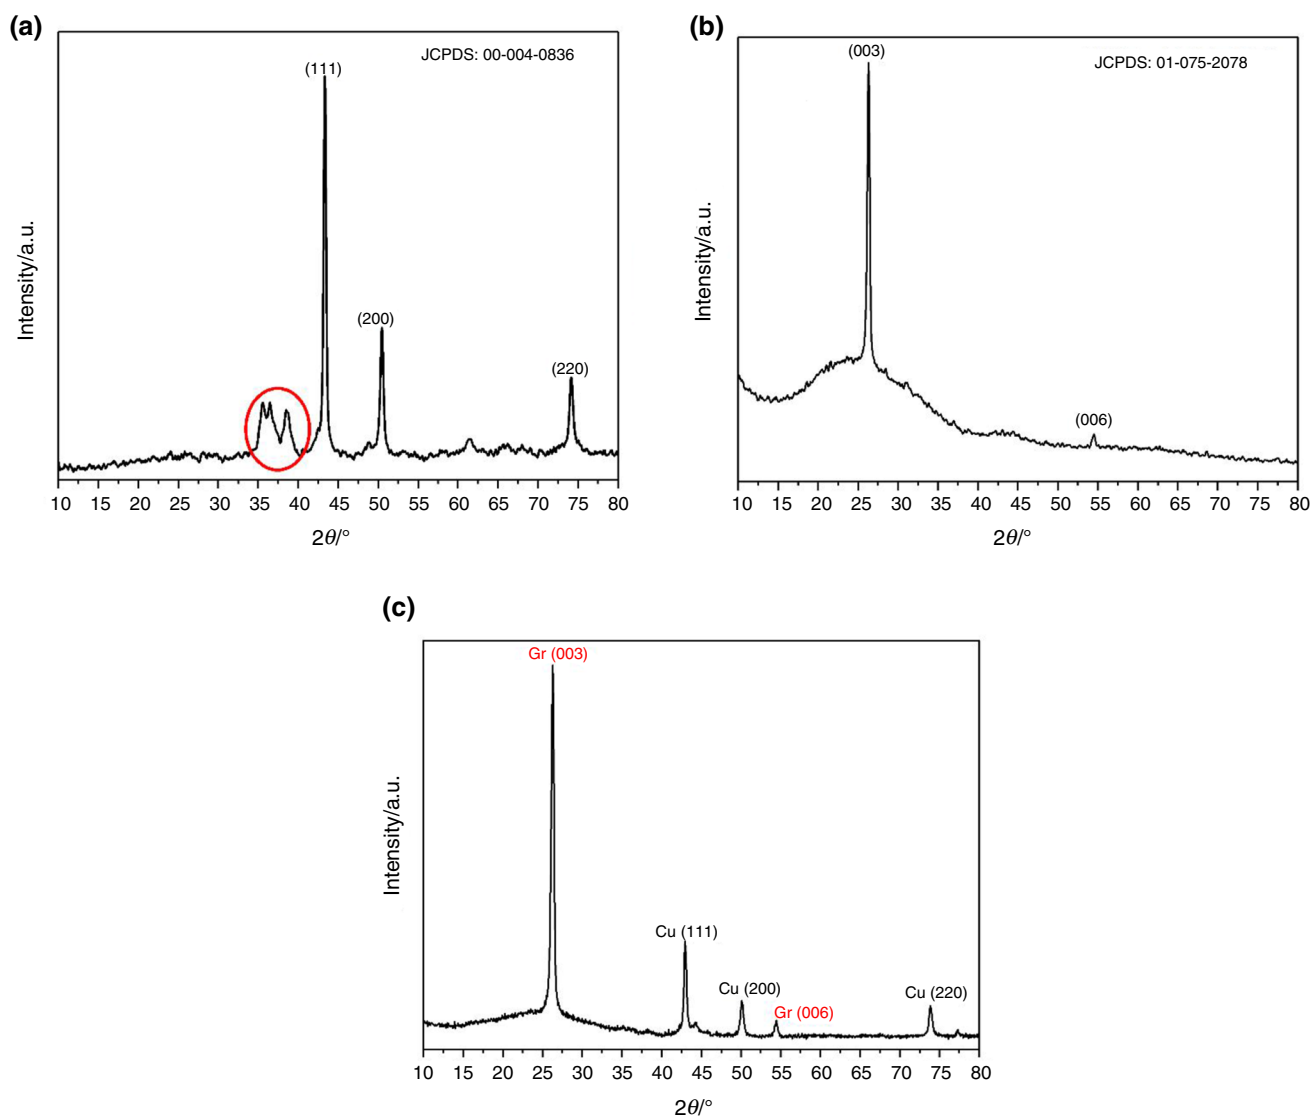 (a)
JCPDS: 00-004-0836
(111)
(200)
(220)
Intensity/a.u.
10 15 20 25 30 35 40 45 50 55 60 65 70 75 80
2θ/°
(b)
(003)
JCPDS: 01-075-2078
(006)
Intensity/a.u.
10 15 20 25 30 35 40 45 50 55 60 65 70 75 80
2θ/°
(c)
Gr (003)
Cu (111)
Cu (200)
Gr (006)
Cu (220)
Intensity/a.u.
10 15 20 25 30 35 40 45 50 55 60 65 70 75 80
2θ/°